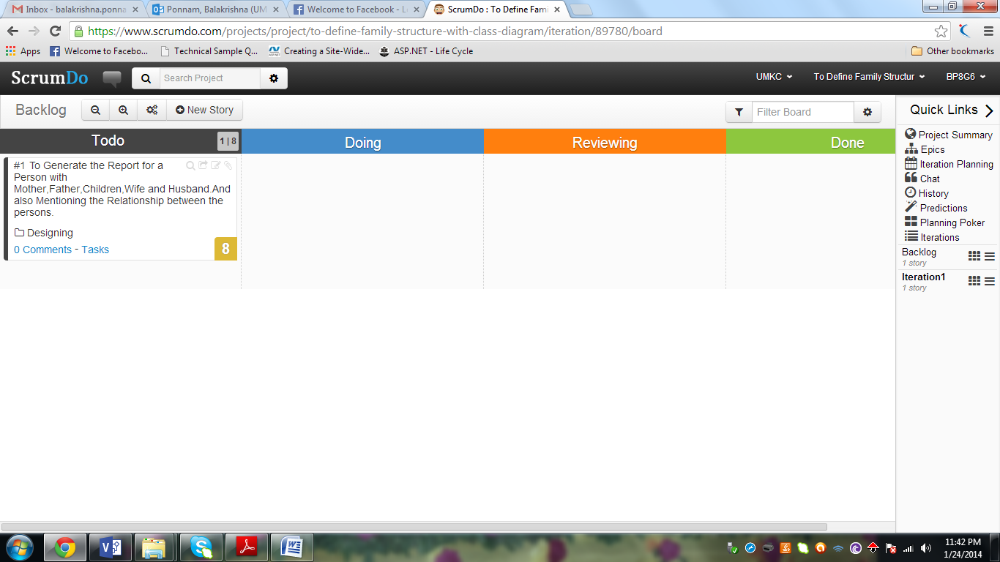 Inbox - balakrishna.ponna
Ponnam, Balakrishna (UM
Welcome to Facebook - L
ScrumDo : To Define Fami
https://www.scrumdo.com/projects/project/to-define-family-structure-with-class-diagram/iteration/89780/board
Apps
Welcome to Facebo...
Technical Sample Q...
Creating a Site-Wide...
ASP.NET - Life Cycle
Other bookmarks
ScrumDo
Search Project
UMKC
To Define Family Structur
BP8G6
Backlog
New Story
Filter Board
Quick Links
Todo
1 | 8
Doing
Reviewing
Done
#1 To Generate the Report for a
Person with
Mother,Father,Children,Wife and Husband.And
also Mentioning the Relationship between the
persons.
Designing
0 Comments - Tasks
8
Project Summary
Epics
Iteration Planning
Chat
History
Predictions
Planning Poker
Iterations
Backlog
1 story
Iteration1
1 story
11:42 PM
1/24/2014